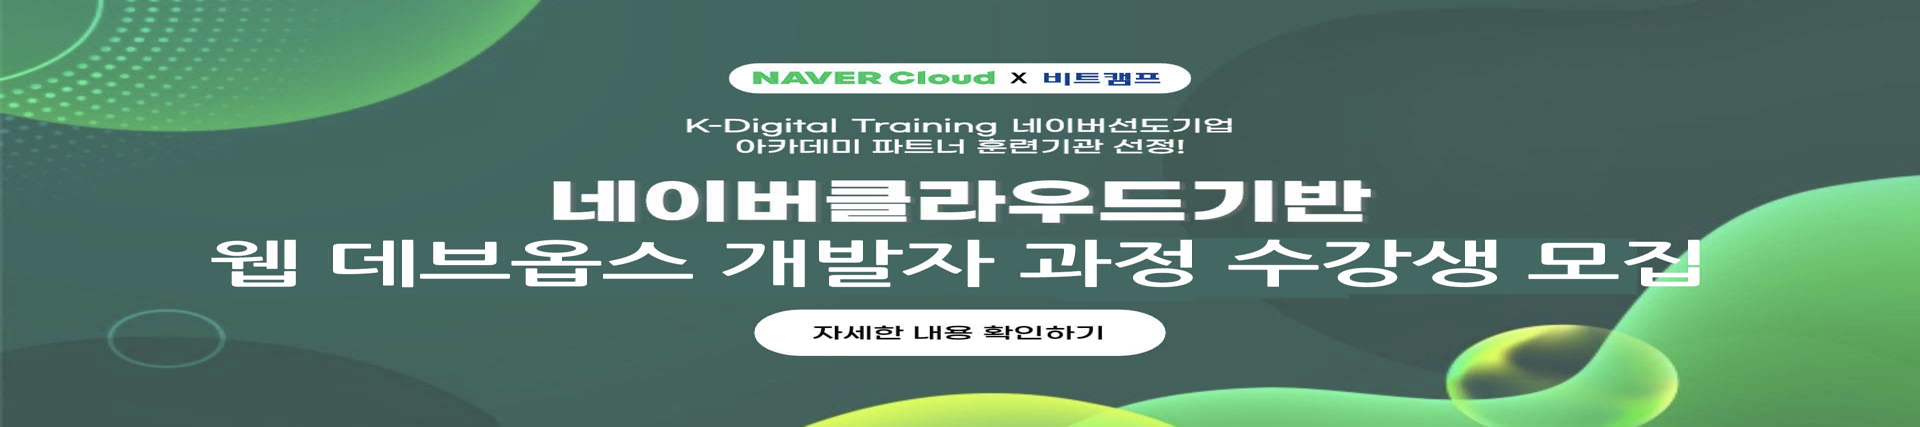 NAVER Cloud X 비트캠프
K-Digital Training 네이버선도기업
아카데미 파트너 훈련기관 선정!
네이버클라우드기반
웹 데브옵스 개발자 과정 수강생 모집
자세한 내용 확인하기